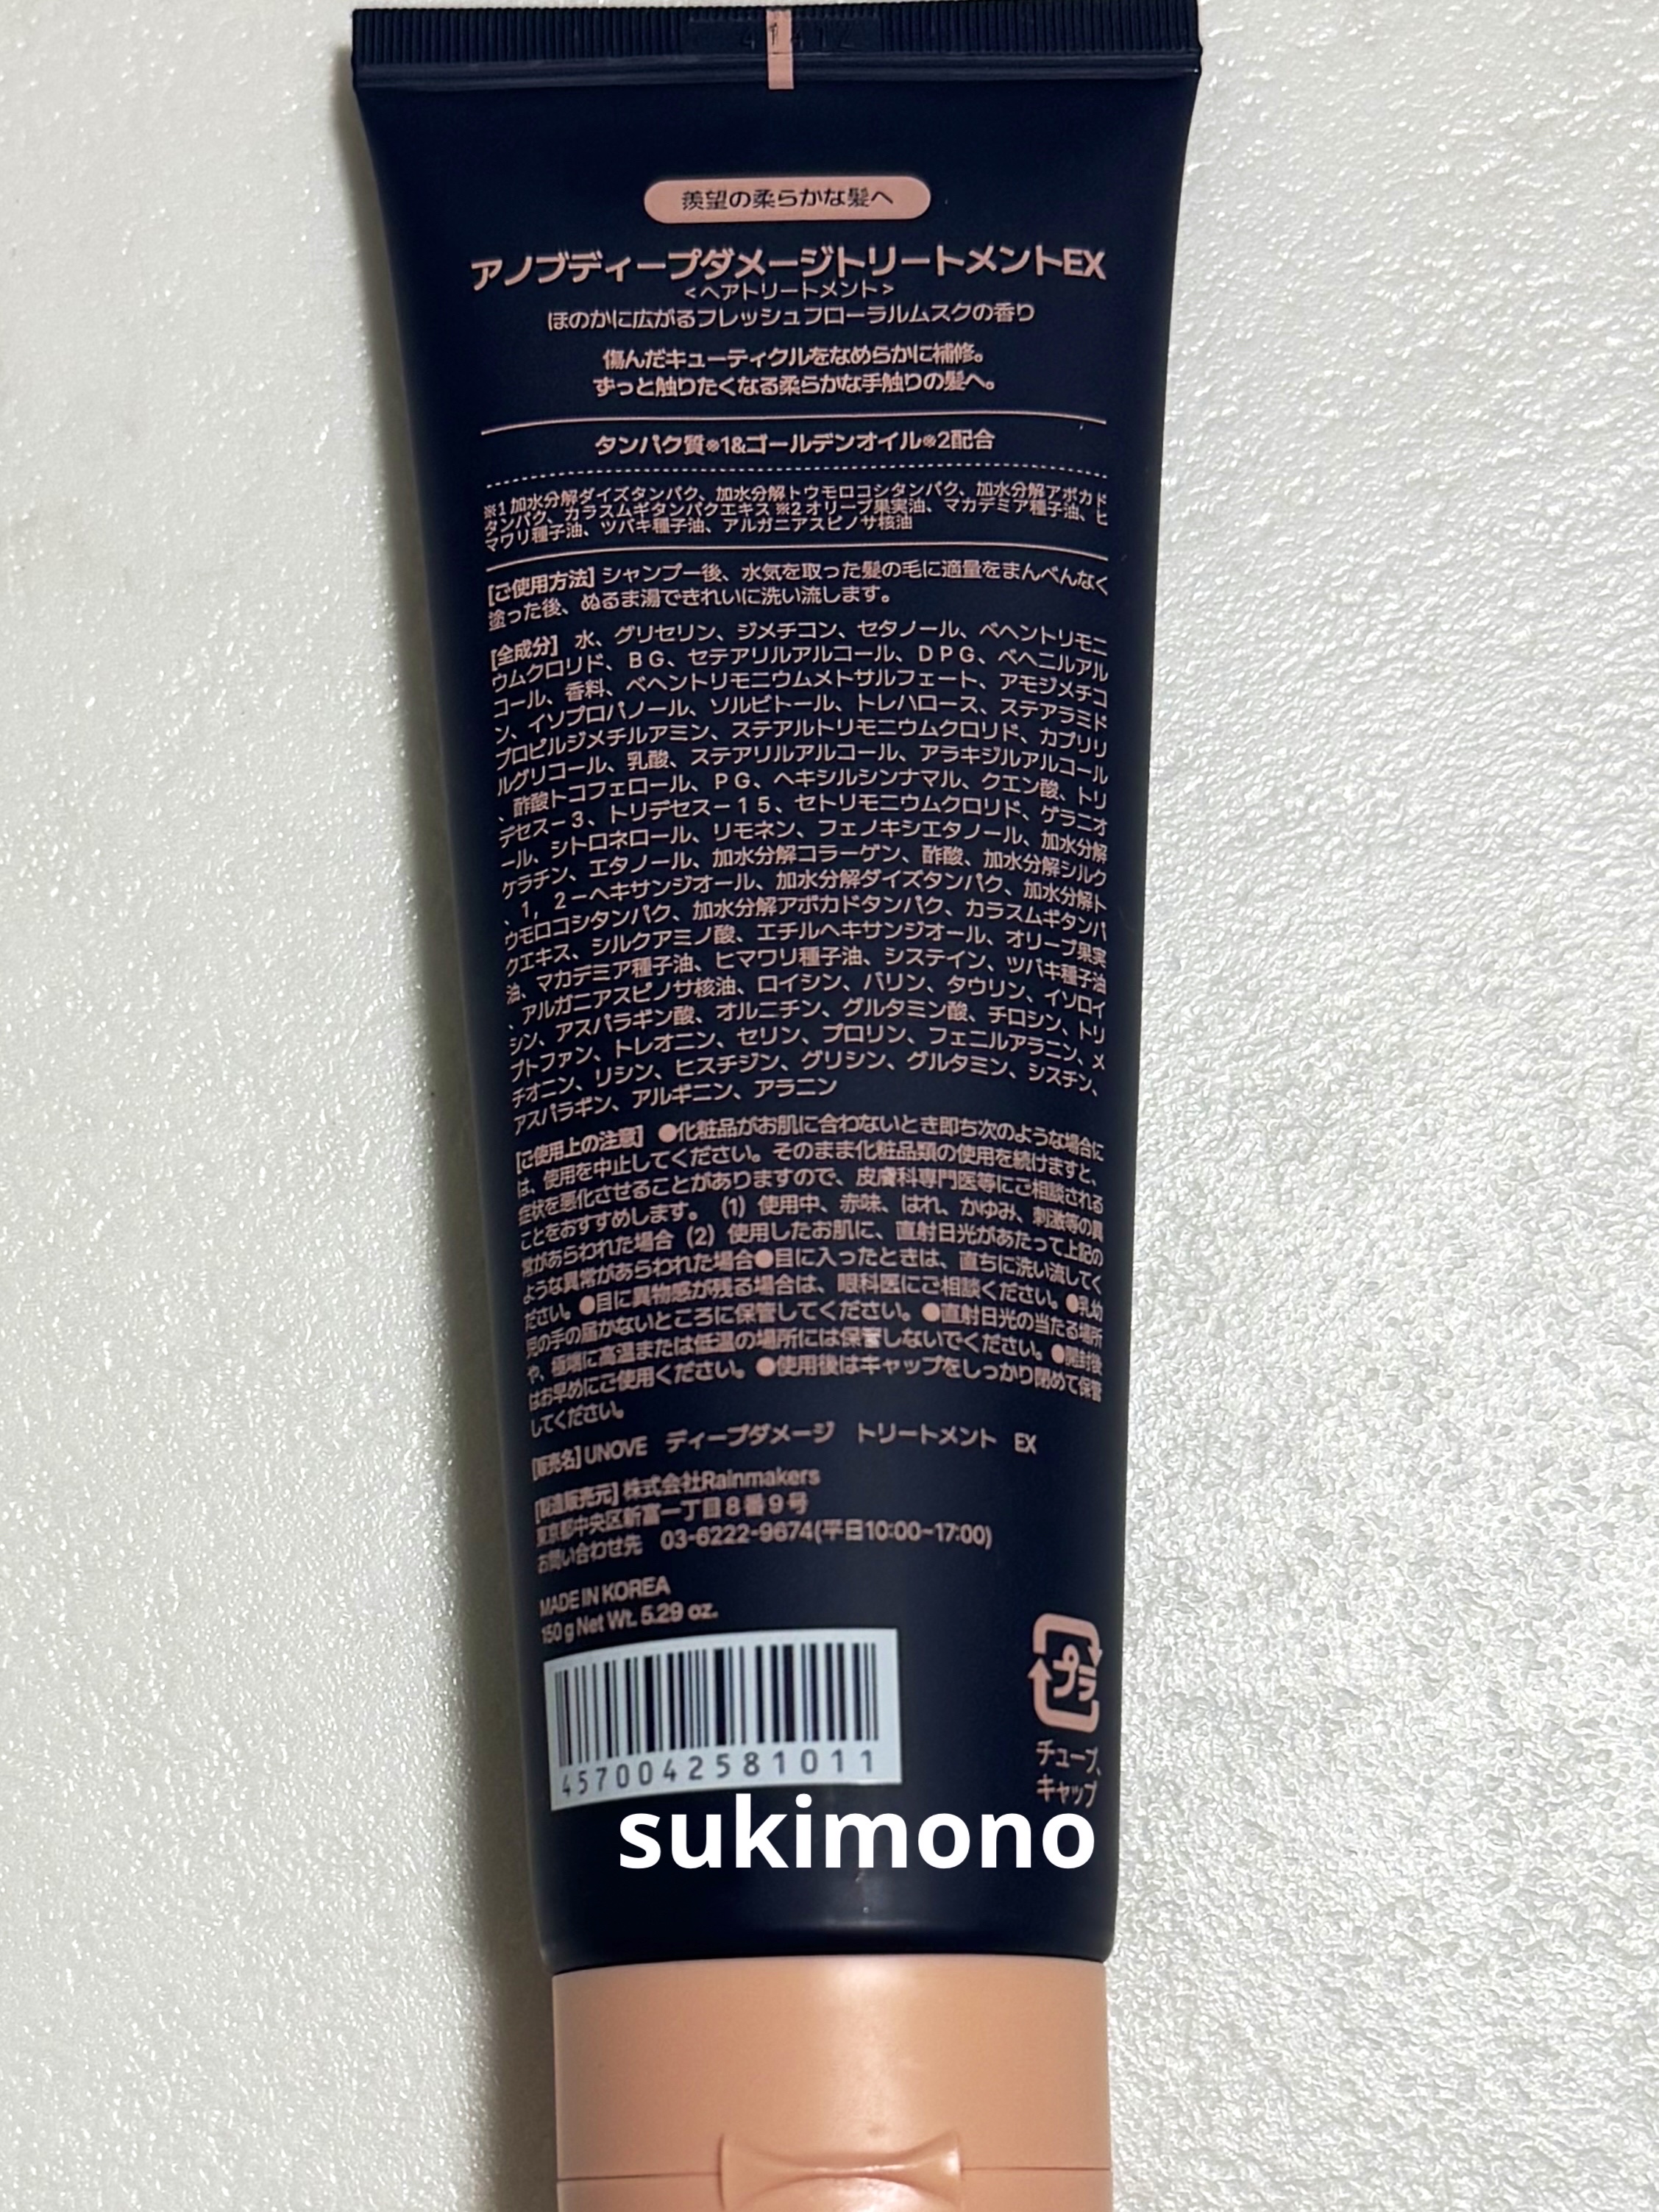 羨望の柔らかな髪へ
アノブディープダメージトリートメントEX
<ヘアトリートメント>
ほのかに広がるフレッシュフローラルムスクの香り
傷んだキューティクルをなめらかに補修。
ずっと触りたくなる柔らかな手触りの髪へ。
タンパク質※1&ゴールデンオイル※2配合
※1 加水分解ダイズタンパク、加水分解トウモロコシタンパク、加水分解アボカド
タンパク、カラスムギタンパクエキス ※2 オリーブ果実油、マカデミア種子油、ヒ
マワリ種子油、ツバキ種子油、アルガニアスピノサ核油
[ご使用方法] シャンプー後、水気を取った髪の毛に適量をまんべんなく
塗った後、ぬるま湯できれいに洗い流します。
[全成分] 水、グリセリン、ジメチコン、セタノール、ベヘントリモニ
ウムクロリド、BG、セテアリルアルコール、DPG、ベヘニルアル
コール、香料、ベヘントリモニウムメトサルフェート、アモジメチコ
ン、イソプロパノール、ソルビトール、トレハロース、ステアラミド
プロピルジメチルアミン、ステアルトリモニウムクロリド、カプリリ
ルグリコール、乳酸、ステアリルアルコール、アラキジルアルコール
、酢酸トコフェロール、PG、ヘキシルシンナマル、クエン酸、トリ
デセス－3、トリデセス－15、セトリモニウムクロリド、ゲラニオ
ール、シトロネロール、リモネン、フェノキシエタノール、加水分解
ケラチン、エタノール、加水分解コラーゲン、酢酸、加水分解シルク
、1，2－ヘキサンジオール、加水分解ダイズタンパク、加水分解ト
ウモロコシタンパク、加水分解アボカドタンパク、カラスムギタンパ
クエキス、シルクアミノ酸、エチルヘキサンジオール、オリーブ果実
油、マカデミア種子油、ヒマワリ種子油、システイン、ツバキ種子油
、アルガニアスピノサ核油、ロイシン、バリン、タウリン、イソロイ
シン、アスパラギン酸、オルニチン、グルタミン酸、チロシン、トリ
プトファン、トレオニン、セリン、プロリン、フェニルアラニン、メ
チオニン、リシン、ヒスチジン、グリシン、グルタミン、シスチン、
アスパラギン、アルギニン、アラニン
[ご使用上の注意] ●化粧品がお肌に合わないとき即ち次のような場合に
は、使用を中止してください。そのまま化粧品類の使用を続けますと、
症状を悪化させることがありますので、皮膚科専門医等にご相談される
ことをおすすめします。 (1) 使用中、赤味、はれ、かゆみ、刺激等の異
常があらわれた場合 (2) 使用したお肌に、直射日光があたって上記の
ような異常があらわれた場合●目に入ったときは、直ちに洗い流してく
ださい。●目に異物感が残る場合は、眼科医にご相談ください。●乳幼
児の手の届かないところに保管してください。●直射日光の当たる場所
や、極端に高温または低温の場所には保管しないでください。●開封後
はお早めにご使用ください。●使用後はキャップをしっかり閉めて保管
してください。
[販売名] UNOVE ディープダメージ トリートメント EX
[製造販売元] 株式会社Rainmakers
東京都中央区新富一丁目8番9号
お問い合わせ先 03-6222-9674(平日10:00~17:00)
MADE IN KOREA
150 g Net Wt. 5.29 oz.
4570042581011
プラ
チューブ、
キャップ
sukimono